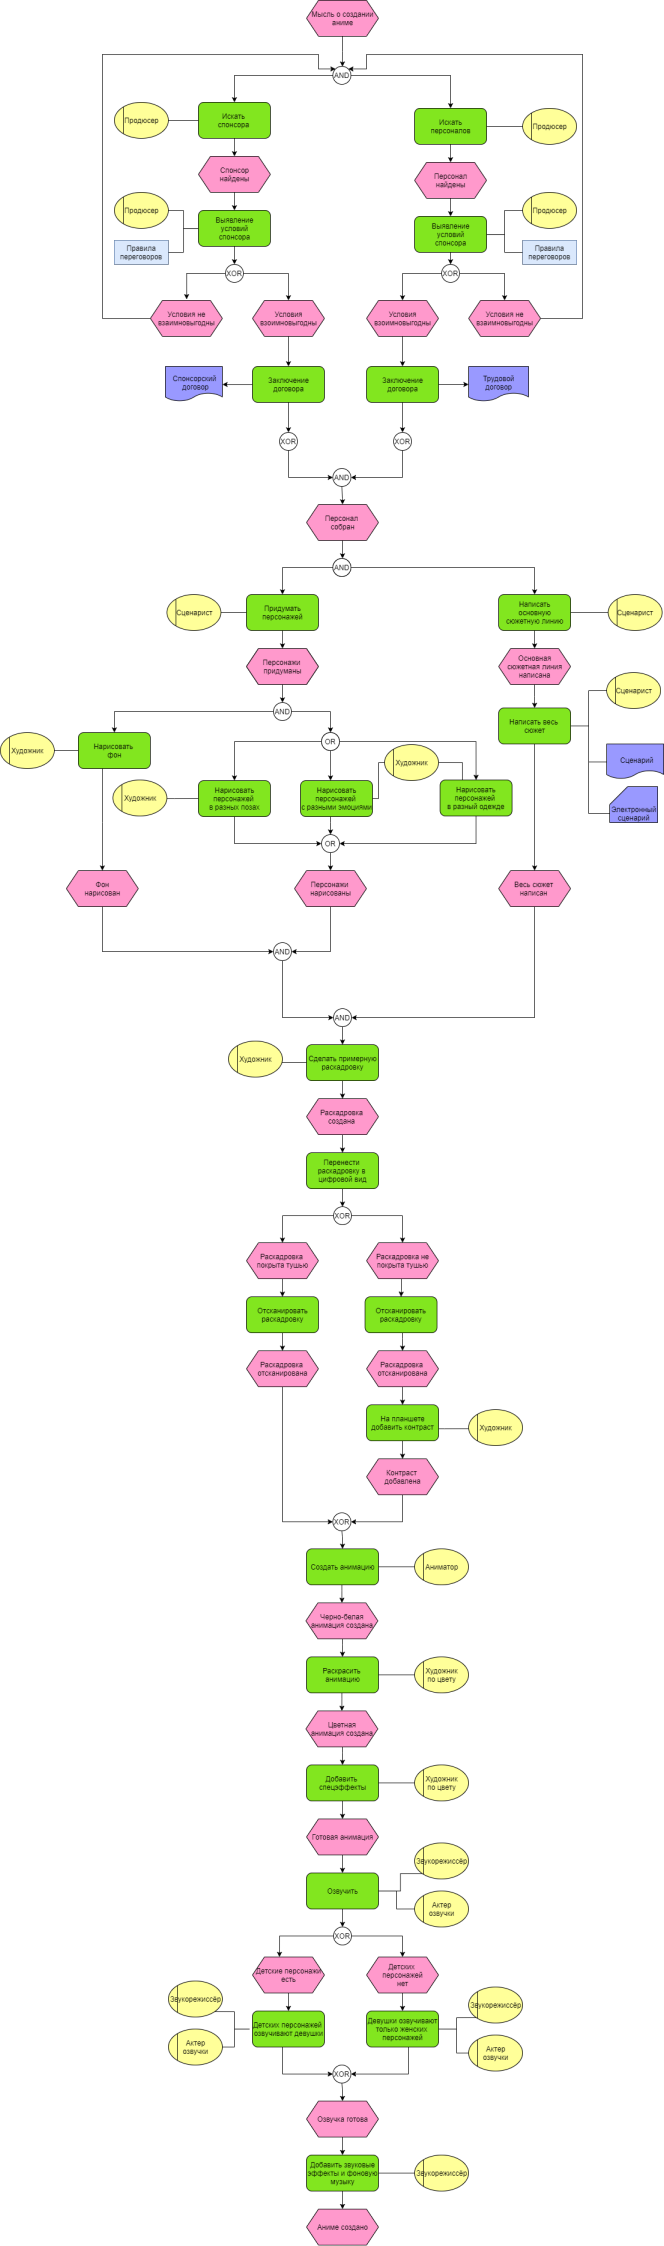 Мысль о создании
аниме
AND
Искать
спонсора
Продюсер
Искать
персоналов
Продюсер
Спонсор
найдены
Персонал
найдены
Продюсер
Правила
переговоров
Выявление
условий
спонсора
Выявление
условий
спонсора
Продюсер
Правила
переговоров
XOR
XOR
Условия не
взаимновыгодны
Условия
взоимновыгодны
Условия
взоимновыгодны
Условия не
взаимновыгодны
Спонсорский
договор
Заключение
договора
Заключение
договора
Трудовой
договор
XOR
XOR
AND
Персонал
собран
AND
Сценарист
Придумать
персонажей
Написать
основную
сюжетную линию
Сценарист
Персонажи
придуманы
Основная
сюжетная линия
написана
Сценарист
AND
Написать весь
сюжет
Художник
Нарисовать
фон
OR
Художник
Сценарий
Художник
Нарисовать
персонажей
в разных позах
Нарисовать
персонажей
с разными эмоциями
Нарисовать
персонажей
в разный одежде
Электронный
сценарий
OR
Фон
нарисован
Персонажи
нарисованы
Весь сюжет
написан
AND
AND
Художник
Сделать примерную
раскадровку
Раскадровка
создана
Перенести
раскадровку в
цифровой вид
XOR
Раскадровка
покрыта тушью
Раскадровка не
покрыта тушью
Отсканировать
раскадровку
Отсканировать
раскадровку
Раскадровка
отсканирована
Раскадровка
отсканирована
На планшете
добавить контраст
Художник
Контраст
добавлена
XOR
Создать анимацию
Аниматор
Черно-белая
анимация создана
Раскрасить
анимацию
Художник
по цвету
Цветная
анимация создана
Добавить
спецэффекты
Художник
по цвету
Готовая анимация
Звукорежиссёр
Озвучить
Актер
озвучки
XOR
Детские персонажи
есть
Детских
персонажей
нет
Звукорежиссёр
Актер
озвучки
Детских персонажей
озвучивают девушки
Девушки озвучивают
только женских
персонажей
Звукорежиссёр
Актер
озвучки
XOR
Озвучка готова
Добавить звуковые
эффекты и фоновую
музыку
Звукорежиссёр
Аниме создано